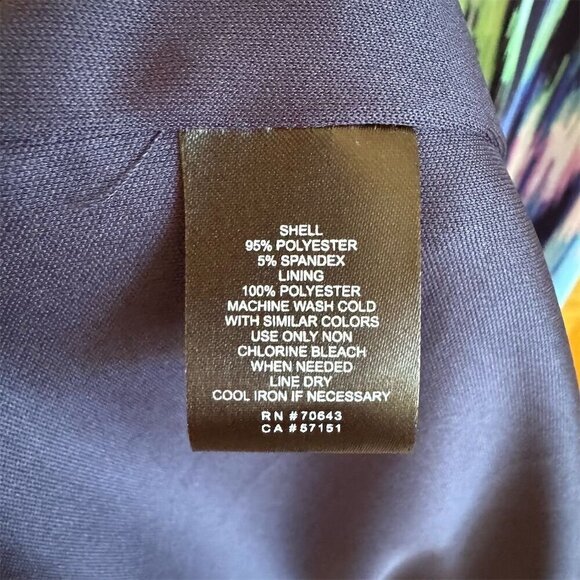 SHELL
95% POLYESTER
5% SPANDEX
LINING
100% POLYESTER
MACHINE WASH COLD
WITH SIMILAR COLORS
USE ONLY NON
CHLORINE BLEACH
WHEN NEEDED
LINE DRY
COOL IRON IF NECESSARY
RN #70643
CA #57151